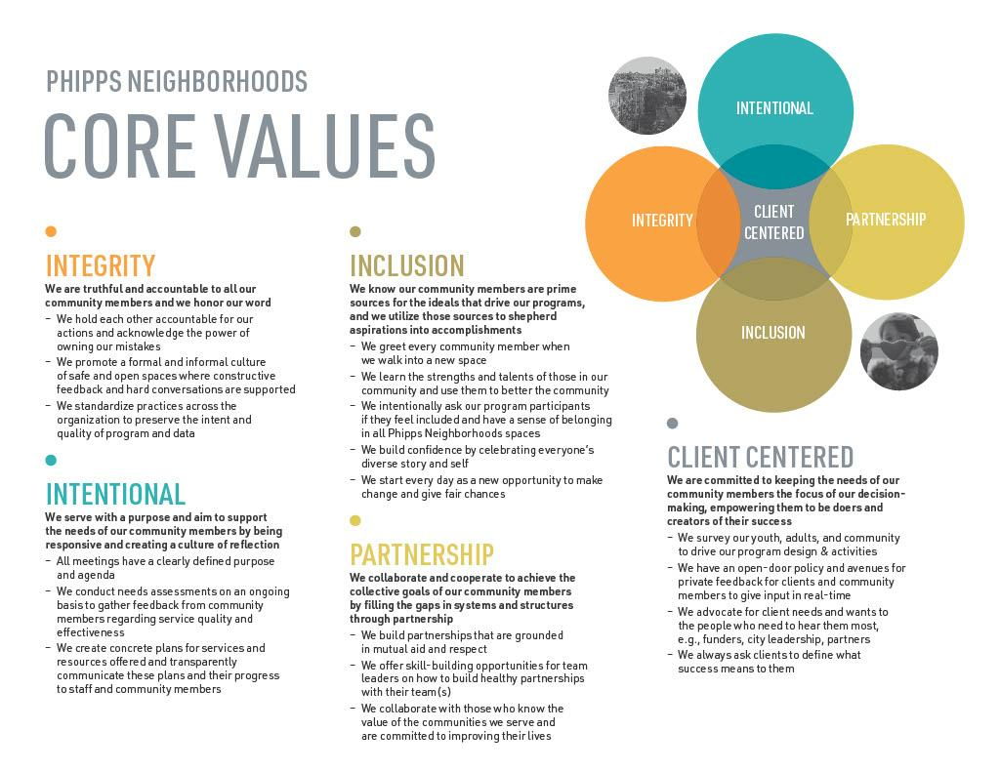 PHIPPS NEIGHBORHOODS
CORE VALUES
INTENTIONAL
INTEGRITY
CLIENT
CENTERED
PARTNERSHIP
INCLUSION
INTEGRITY
We are truthful and accountable to all our
community members and we honor our word
– We hold each other accountable for our
actions and acknowledge the power of
owning our mistakes
– We promote a formal and informal culture
of safe and open spaces where constructive
feedback and hard conversations are supported
– We standardize practices across the
organization to preserve the intent and
quality of program and data
INTENTIONAL
We serve with a purpose and aim to support
the needs of our community members by being
responsive and creating a culture of reflection
– All meetings have a clearly defined purpose
and agenda
– We conduct needs assessments on an ongoing
basis to gather feedback from community
members regarding service quality and
effectiveness
– We create concrete plans for services and
resources offered and transparently
communicate these plans and their progress
to staff and community members
INCLUSION
We know our community members are prime
sources for the ideals that drive our programs,
and we utilize those sources to shepherd
aspirations into accomplishments
– We greet every community member when
we walk into a new space
– We learn the strengths and talents of those in our
community and use them to better the community
– We intentionally ask our program participants
if they feel included and have a sense of belonging
in all Phipps Neighborhoods spaces
– We build confidence by celebrating everyone's
diverse story and self
– We start every day as a new opportunity to make
change and give fair chances
PARTNERSHIP
We collaborate and cooperate to achieve the
collective goals of our community members
by filling the gaps in systems and structures
through partnership
– We build partnerships that are grounded
in mutual aid and respect
– We offer skill-building opportunities for team
leaders on how to build healthy partnerships
with their team(s)
– We collaborate with those who know the
value of the communities we serve and
are committed to improving their lives
CLIENT CENTERED
We are committed to keeping the needs of our
community members the focus of our decision-
making, empowering them to be doers and
creators of their success
– We survey our youth, adults, and community
to drive our program design & activities
– We have an open-door policy and avenues for
private feedback for clients and community
members to give input in real-time
– We advocate for client needs and wants to
the people who need to hear them most,
e.g., funders, city leadership, partners
– We always ask clients to define what
success means to them